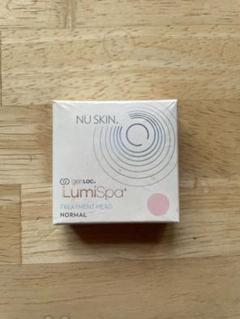 NU SKIN.
ageLOC.
LumiSpa®
TREATMENT HEAD
NORMAL